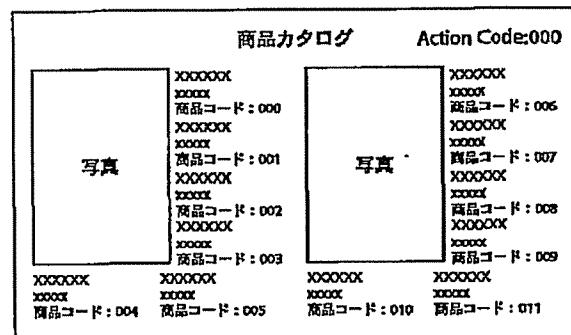 商品カタログ Action Code:000
写真
XXXXXX
xxxxx
商品コード:000
XXXXXX
xxxxx
商品コード:001
XXXXXX
xxxxx
商品コード:002
XXXXXX
xxxxx
商品コード:003
XXXXXX
xxxxx
商品コード:004
XXXXXX
xxxxx
商品コード:005
写真
XXXXXX
xxxxx
商品コード:006
XXXXXX
xxxxx
商品コード:007
XXXXXX
xxxxx
商品コード:008
XXXXXX
xxxxx
商品コード:009
XXXXXX
xxxxx
商品コード:010
XXXXXX
xxxxx
商品コード:011